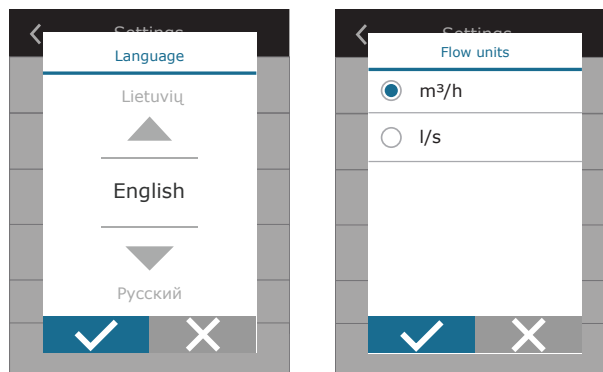 Settings
Language
Lietuvių
English
Русский
Settings
Flow units
m³/h
l/s